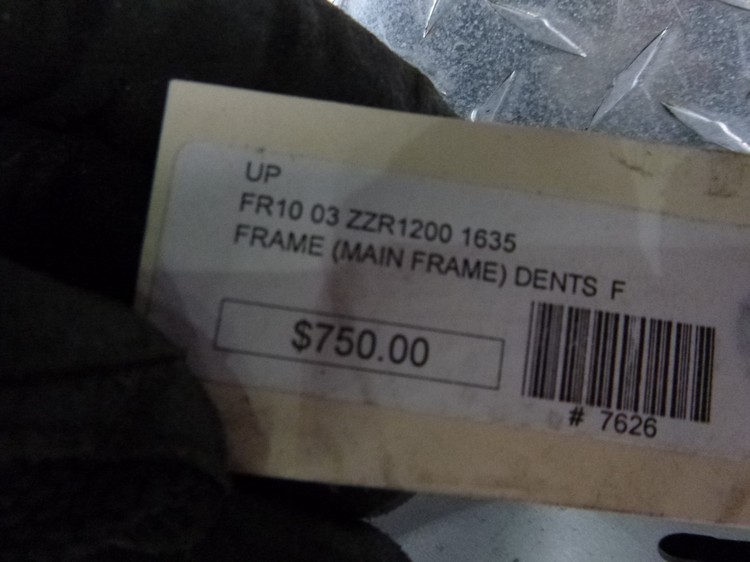 UP
FR10 03 ZZR1200 1635
FRAME (MAIN FRAME) DENTS F
$750.00
# 7626